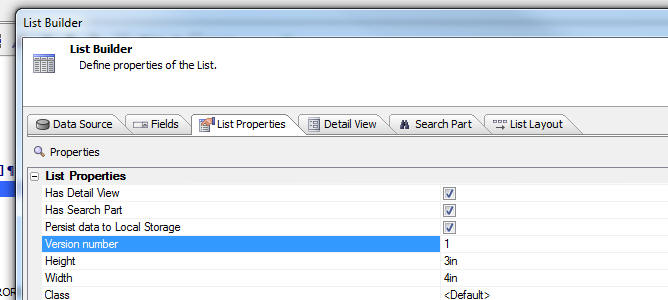 List Builder
List Builder
Define properties of the List.
Data Source Fields List Properties Detail View Search Part List Layout
Properties
List Properties
Has Detail View
Has Search Part
Persist data to Local Storage
Version number 1
Height 3in
Width 4in
Class <Default>